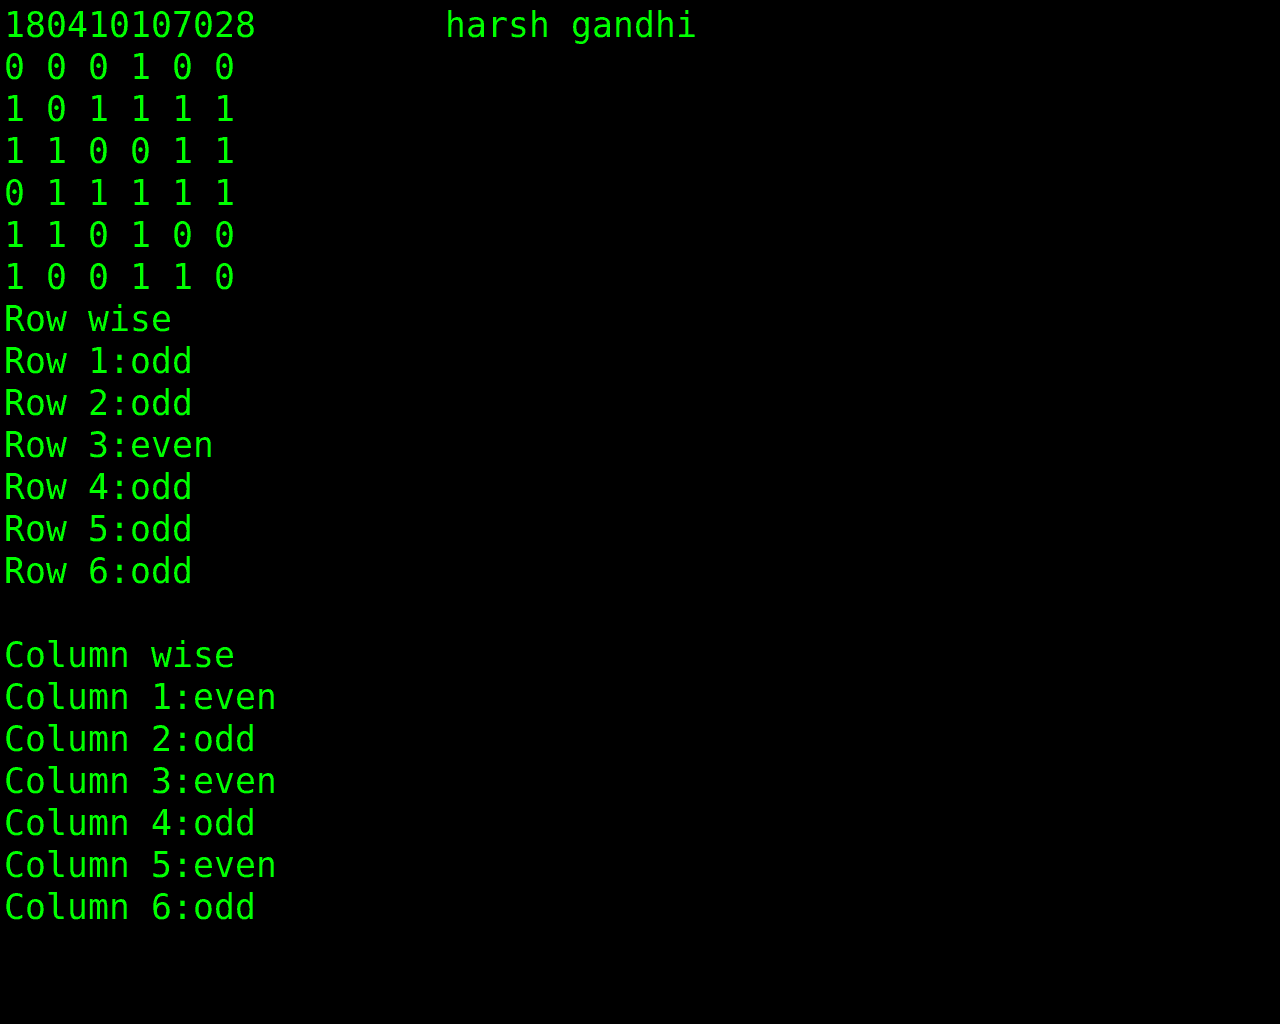 180410107028         harsh gandhi
0 0 0 1 0 0
1 0 1 1 1 1
1 1 0 0 1 1
0 1 1 1 1 1
1 1 0 1 0 0
1 0 0 1 1 0
Row wise
Row 1:odd
Row 2:odd
Row 3:even
Row 4:odd
Row 5:odd
Row 6:odd

Column wise
Column 1:even
Column 2:odd
Column 3:even
Column 4:odd
Column 5:even
Column 6:odd